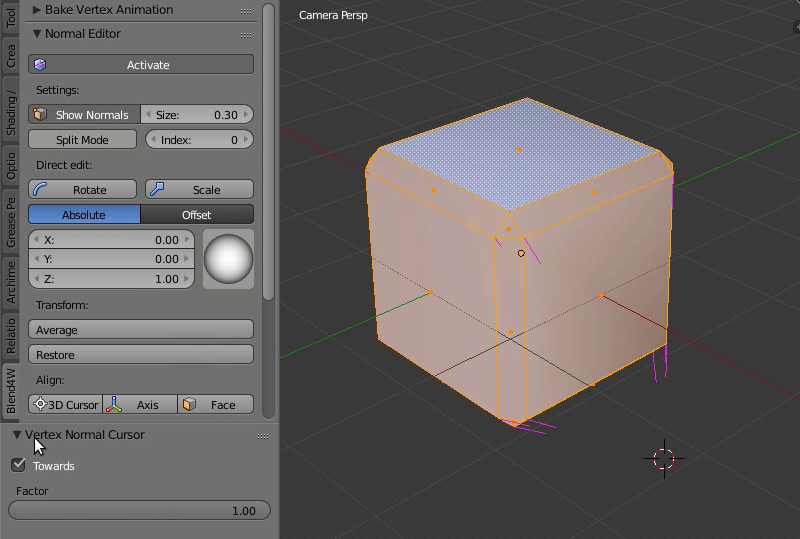 Bake Vertex Animation
Normal Editor
Activate
Settings:
Show Normals
Size: 0.30
Split Mode
Index: 0
Direct edit:
Rotate
Scale
Absolute
Offset
X: 0.00
Y: 0.00
Z: 1.00
Transform:
Average
Restore
Align:
3D Cursor
Axis
Face
Vertex Normal Cursor
Towards
Factor
1.00
Tool
Crea
Shading /
Optio
Grease Pe
Archime
Relatio
Blend4W
Camera Persp